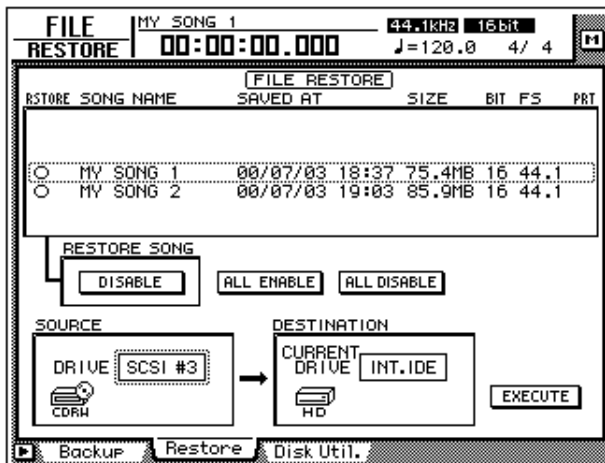 FILE MY SONG 1 44.1kHz 16bit
RESTORE 00:00:00.000 ♩=120.0 4/ 4 M
FILE RESTORE
RSTORE SONG NAME SAVED AT SIZE BIT FS PRT
MY SONG 1 00/07/03 18:37 75.4MB 16 44.1
MY SONG 2 00/07/03 19:03 85.9MB 16 44.1
RESTORE SONG
DISABLE ALL ENABLE ALL DISABLE
SOURCE DESTINATION
CURRENT
DRIVE SCSI #3 DRIVE INT.IDE
CDRW HD EXECUTE
Backup Restore Disk Util.